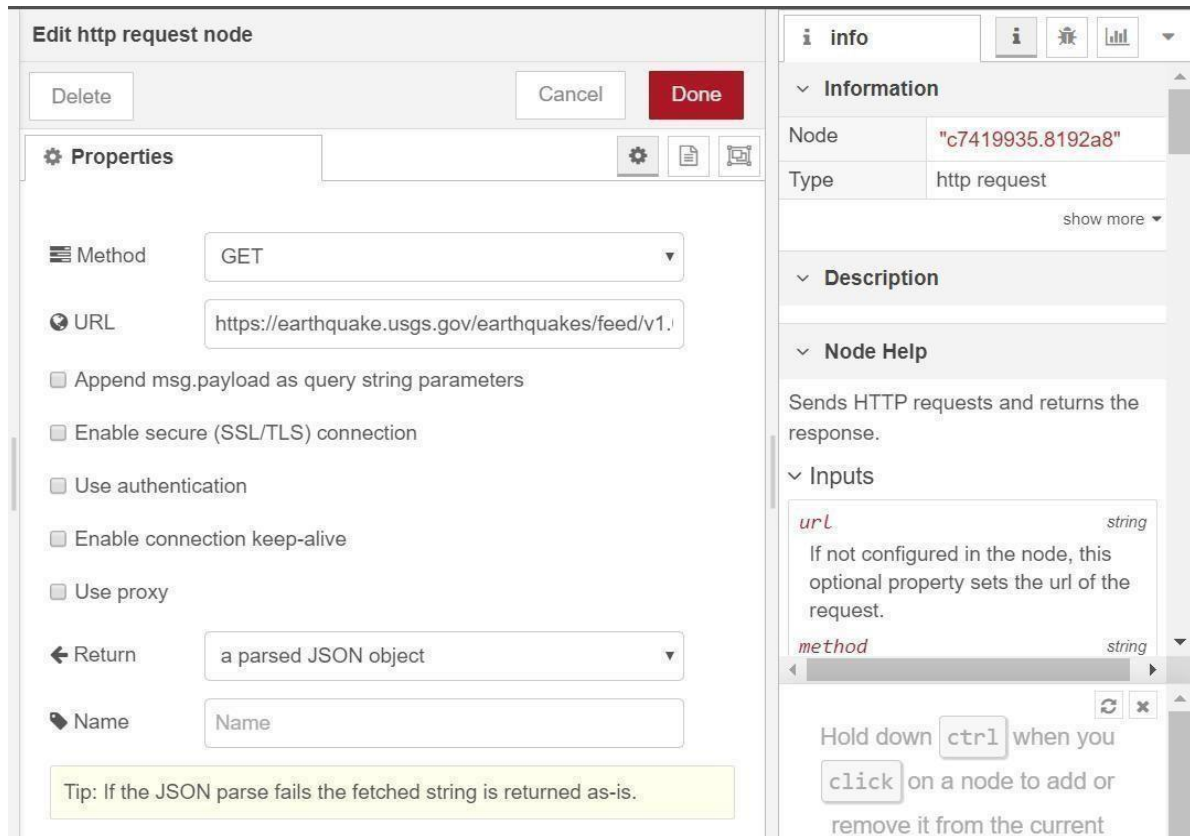 Edit http request node
Delete
Cancel
Done
Properties
Method
GET
URL
https://earthquake.usgs.gov/earthquakes/feed/v1.
Append msg.payload as query string parameters
Enable secure (SSL/TLS) connection
Use authentication
Enable connection keep-alive
Use proxy
Return
a parsed JSON object
Name
Name
Tip: If the JSON parse fails the fetched string is returned as-is.
i info
i
Information
Node
"c7419935.8192a8"
Type
http request
show more
Description
Node Help
Sends HTTP requests and returns the
response.
Inputs
url string
If not configured in the node, this
optional property sets the url of the
request.
method string
Hold down ctrl when you
click on a node to add or
remove it from the current